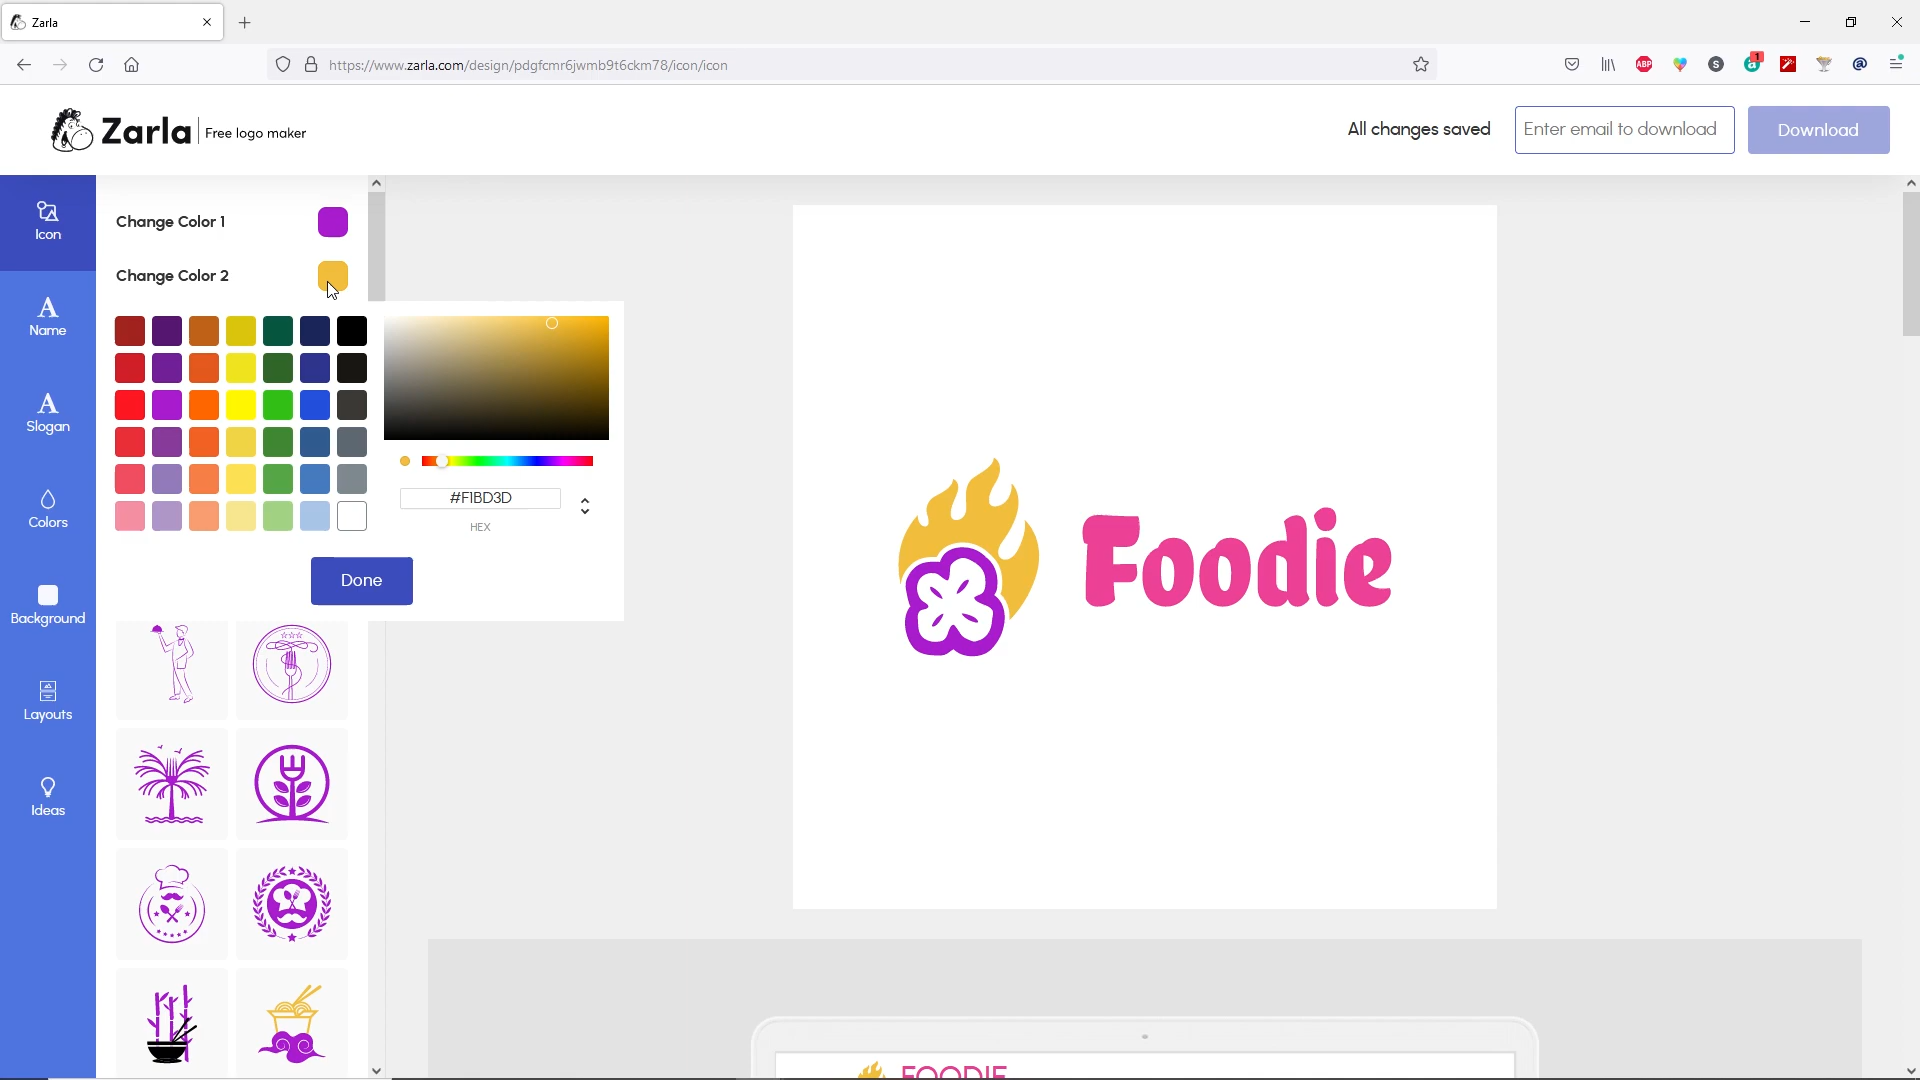 Zarla
https://www.zarla.com/design/pdgfcmr6jwmb9t6ckm78/icon/icon
ABP
S
1
a
@
Zarla
Free logo maker
All changes saved
Enter email to download
Download
Icon
Name
Slogan
Colors
Background
Layouts
Ideas
Change Color 1
Change Color 2
#F1BD3D
HEX
Done
Foodie
FOODIE